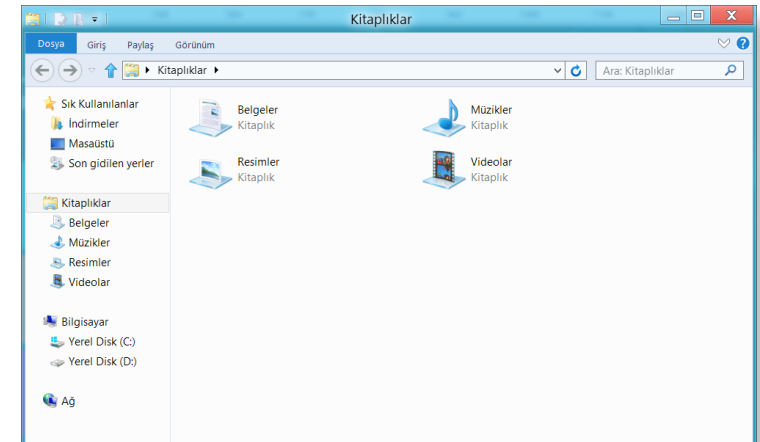 Kitaplıklar
Dosya Giriş Paylaş Görünüm
Kitaplıklar Ara: Kitaplıklar
Sık Kullanılanlar
İndirmeler
Masaüstü
Son gidilen yerler
Kitaplıklar
Belgeler
Müzikler
Resimler
Videolar
Bilgisayar
Yerel Disk (C:)
Yerel Disk (D:)
Ağ
Belgeler
Kitaplık
Müzikler
Kitaplık
Resimler
Kitaplık
Videolar
Kitaplık